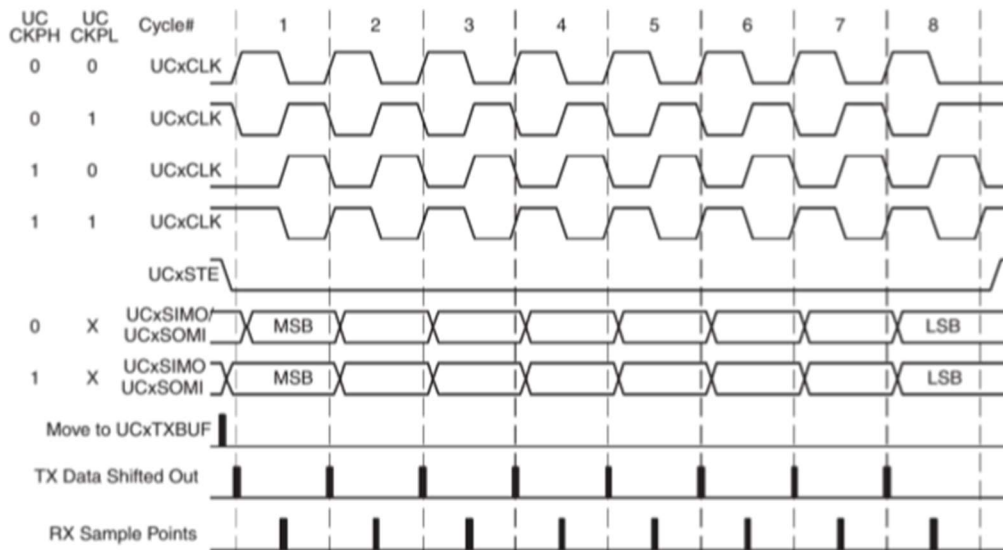 UC CKPH UC CKPL Cycle# 1 2 3 4 5 6 7 8
0 0 UCxCLK
0 1 UCxCLK
1 0 UCxCLK
1 1 UCxCLK
UCxSTE
0 X UCxSIMO/ UCxSOMI MSB LSB
1 X UCxSIMO UCxSOMI MSB LSB
Move to UCxTXBUF
TX Data Shifted Out
RX Sample Points